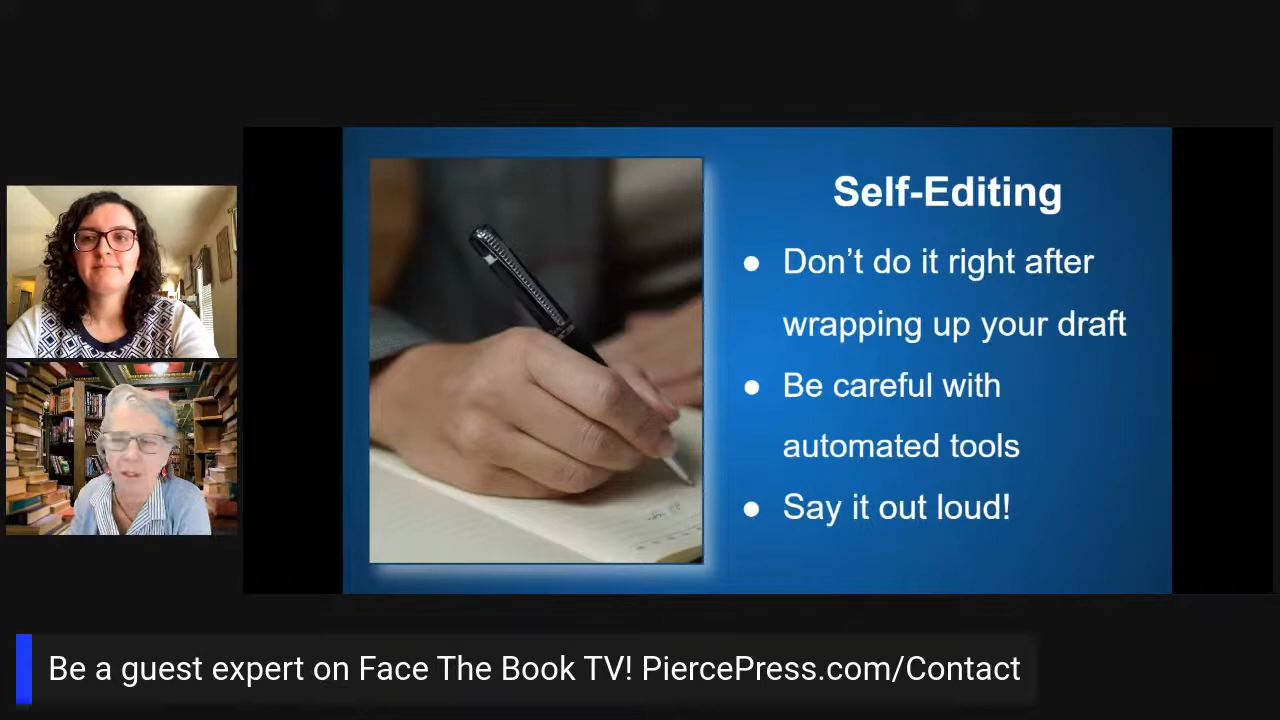 Self-Editing
● Don't do it right after
wrapping up your draft
● Be careful with
automated tools
● Say it out loud!
Be a guest expert on Face The Book TV! PiercePress.com/Contact